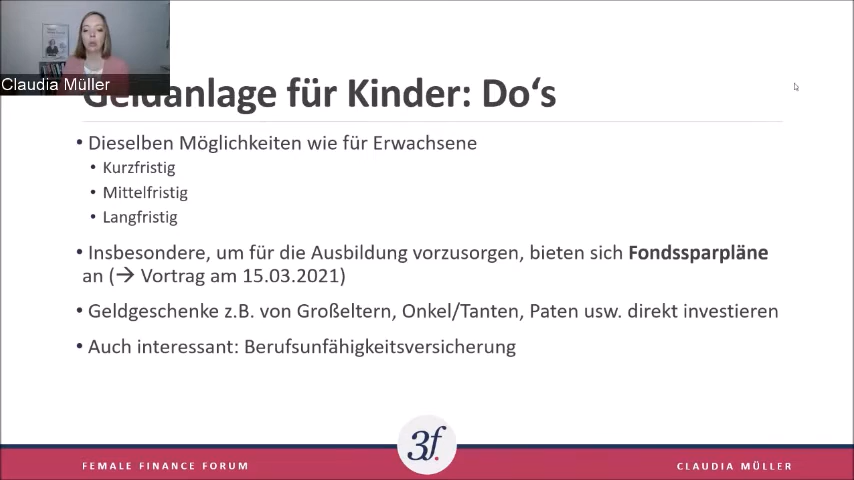 Claudia Müller
Geldanlage für Kinder: Do's
• Dieselben Möglichkeiten wie für Erwachsene
• Kurzfristig
• Mittelfristig
• Langfristig
• Insbesondere, um für die Ausbildung vorzusorgen, bieten sich Fondssparpläne
an (→ Vortrag am 15.03.2021)
• Geldgeschenke z.B. von Großeltern, Onkel/Tanten, Paten usw. direkt investieren
• Auch interessant: Berufsunfähigkeitsversicherung
3f.
FEMALE FINANCE FORUM
CLAUDIA MÜLLER